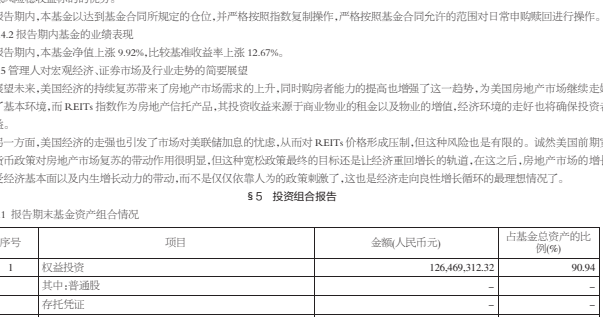 报告期内,本基金以达到基金合同所规定的仓位,并严格按照指数复制操作,严格按照基金合同允许的范围对日常申购赎回进行操作。
4.2 报告期内基金的业绩表现
报告期内,本基金净值上涨 9.92%,比较基准收益率上涨 12.67%。
5 管理人对宏观经济、证券市场及行业走势的简要展望
展望未来,美国经济的持续复苏带来了房地产市场需求的上升,同时购房者能力的提高也增强了这一趋势,为美国房地产市场继续走
了基本环境,而 REITs 指数作为房地产信托产品,其投资收益来源于商业物业的租金以及物业的增值,经济环境的走好也将确保投资者
益。
另一方面,美国经济的走强也引发了市场对美联储加息的忧虑,从而对 REITs 价格形成压制,但这种风险也是有限的。诚然美国前期宽
货币政策对房地产市场复苏的带动作用很明显,但这种宽松政策最终的目标还是让经济重回增长的轨道,在这之后,房地产市场的增长
受经济基本面以及内生增长动力的带动,而不是仅仅依靠人为的政策刺激了,这也是经济走向良性增长循环的最理想情况了。
§5 投资组合报告
1 报告期末基金资产组合情况
序号 项目 金额(人民币元) 占基金总资产的比
例(%)
1 权益投资 126,469,312.32 90.94
其中:普通股 – –
存托凭证 – –